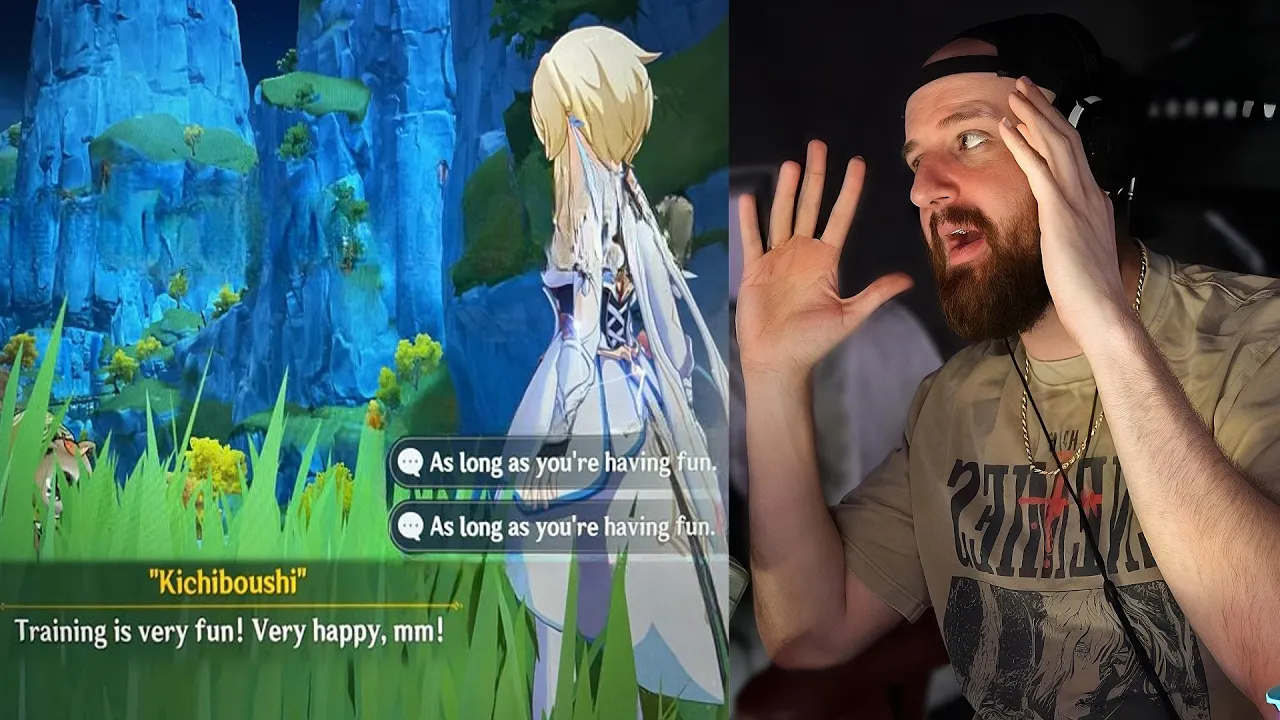 As long as you're having fun.
As long as you're having fun.
"Kichiboushi"
Training is very fun! Very happy, mm!